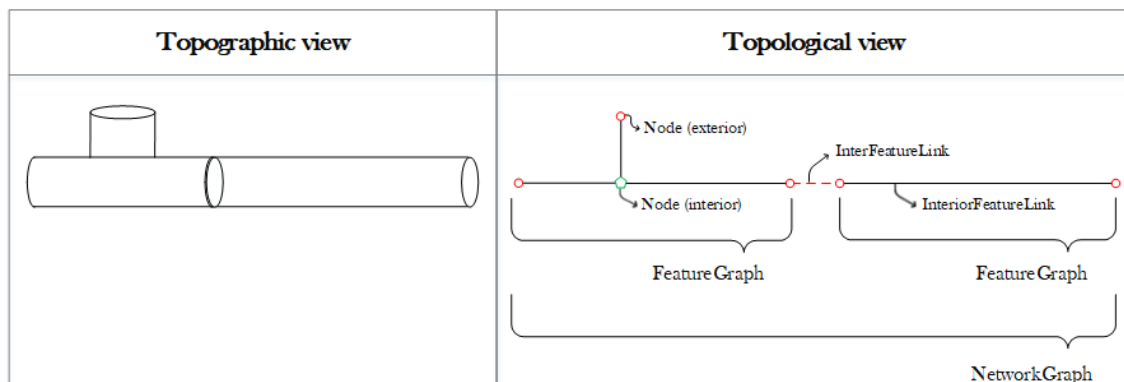 Topographic view
Topological view
Node (exterior)
InterFeatureLink
Node (interior)
InteriorFeatureLink
FeatureGraph
FeatureGraph
NetworkGraph